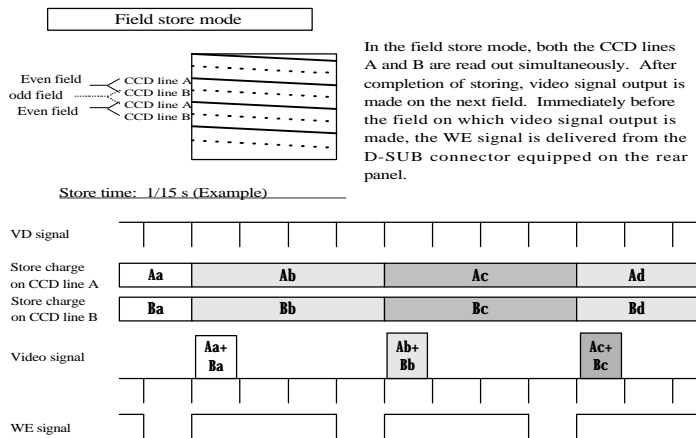 Field store mode
In the field store mode, both the CCD lines
A and B are read out simultaneously. After
completion of storing, video signal output is
made on the next field. Immediately before
the field on which video signal output is
made, the WE signal is delivered from the
D-SUB connector equipped on the rear
panel.
Even field
odd field
Even field
CCD line A
CCD line B
CCD line A
CCD line B
Store time: 1/15 s (Example)
VD signal
Store charge
on CCD line A
Aa Ab Ac Ad
Store charge
on CCD line B
Ba Bb Bc Bd
Video signal
Aa+
Ba
Ab+
Bb
Ac+
Bc
WE signal